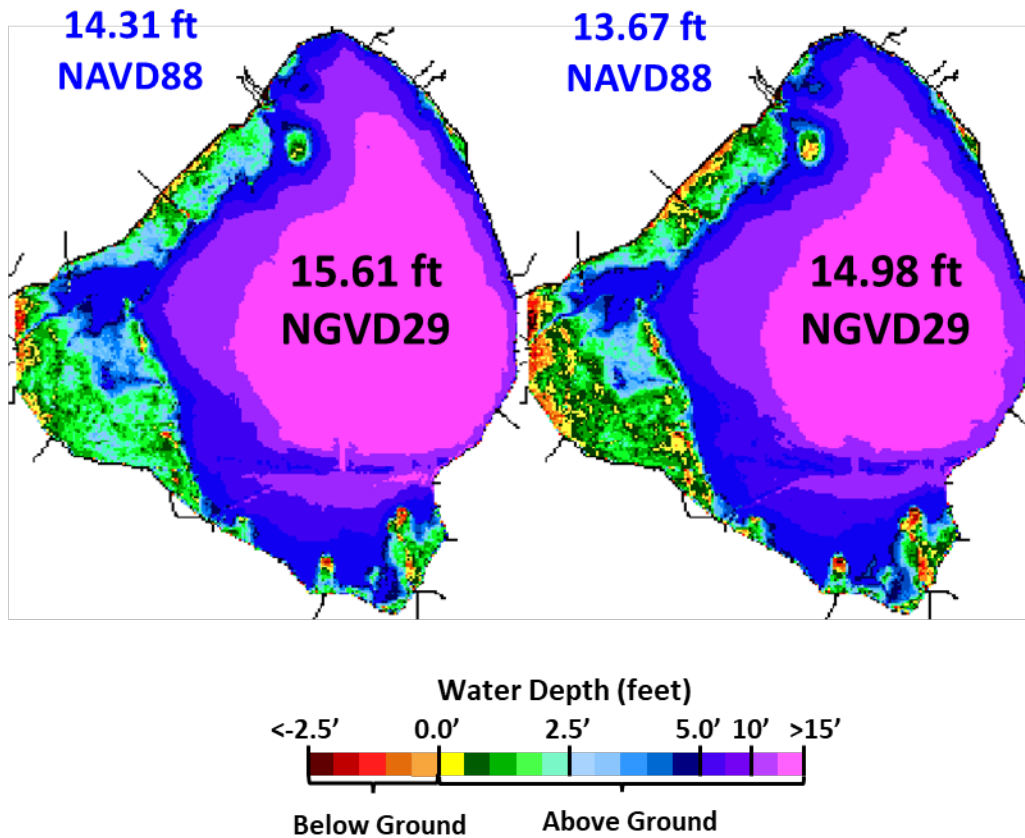 14.31 ft
NAVD88
13.67 ft
NAVD88
15.61 ft
NGVD29
14.98 ft
NGVD29
Water Depth (feet)
<-2.5’ 0.0’ 2.5’ 5.0’ 10’ >15’
Below Ground Above Ground